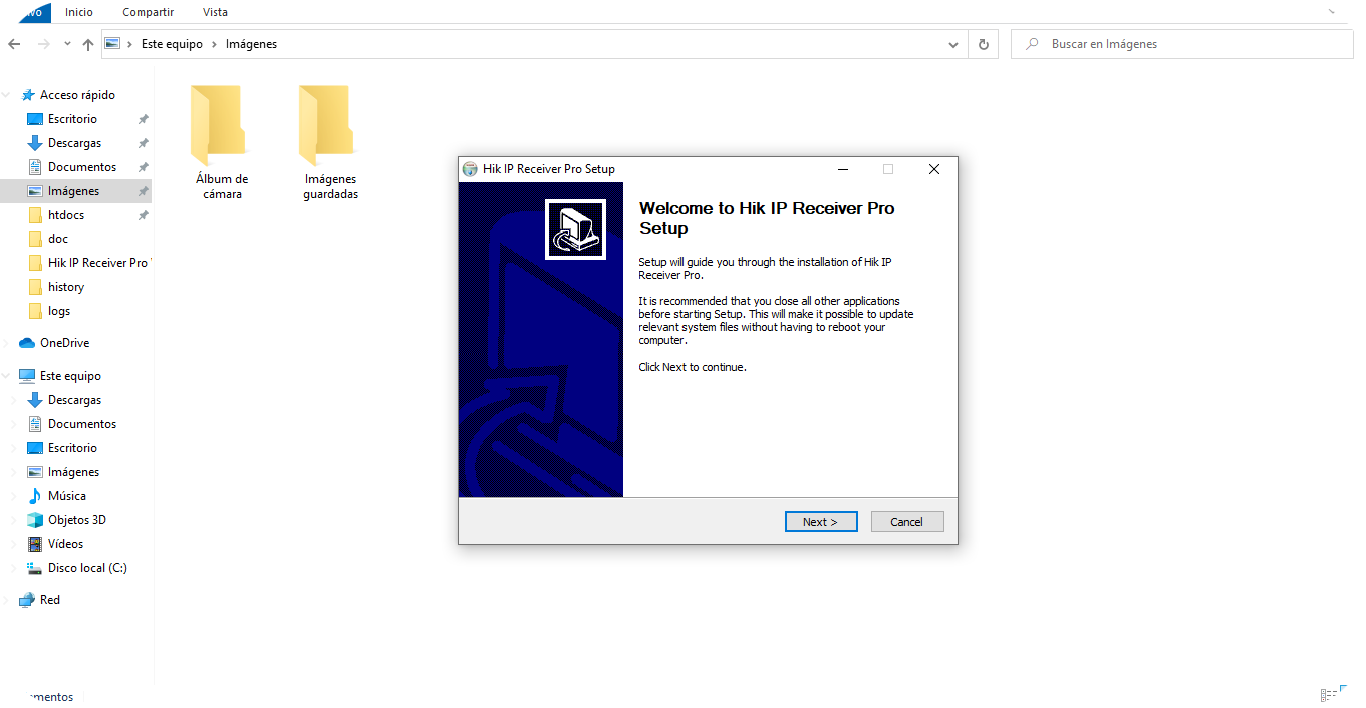 Inicio
Compartir
Vista
Este equipo
Imágenes
Buscar en Imágenes
Acceso rápido
Escritorio
Descargas
Documentos
Imágenes
htdocs
doc
Hik IP Receiver Pro
history
logs
OneDrive
Este equipo
Descargas
Documentos
Escritorio
Imágenes
Música
Objetos 3D
Vídeos
Disco local (C:)
Red
Álbum de
cámara
Imágenes
guardadas
Hik IP Receiver Pro Setup
Welcome to Hik IP Receiver Pro
Setup
Setup will guide you through the installation of Hik IP
Receiver Pro.
It is recommended that you close all other applications
before starting Setup. This will make it possible to update
relevant system files without having to reboot your
computer.
Click Next to continue.
Next >
Cancel